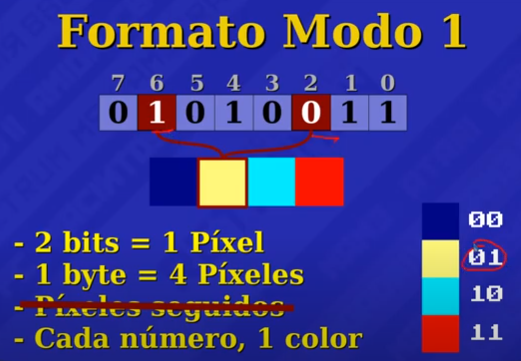 Formato Modo 1
7 6 5 4 3 2 1 0
0 1 0 1 0 0 1 1
- 2 bits = 1 Píxel
- 1 byte = 4 Píxeles
- Píxeles seguidos
- Cada número, 1 color
00
01
10
11